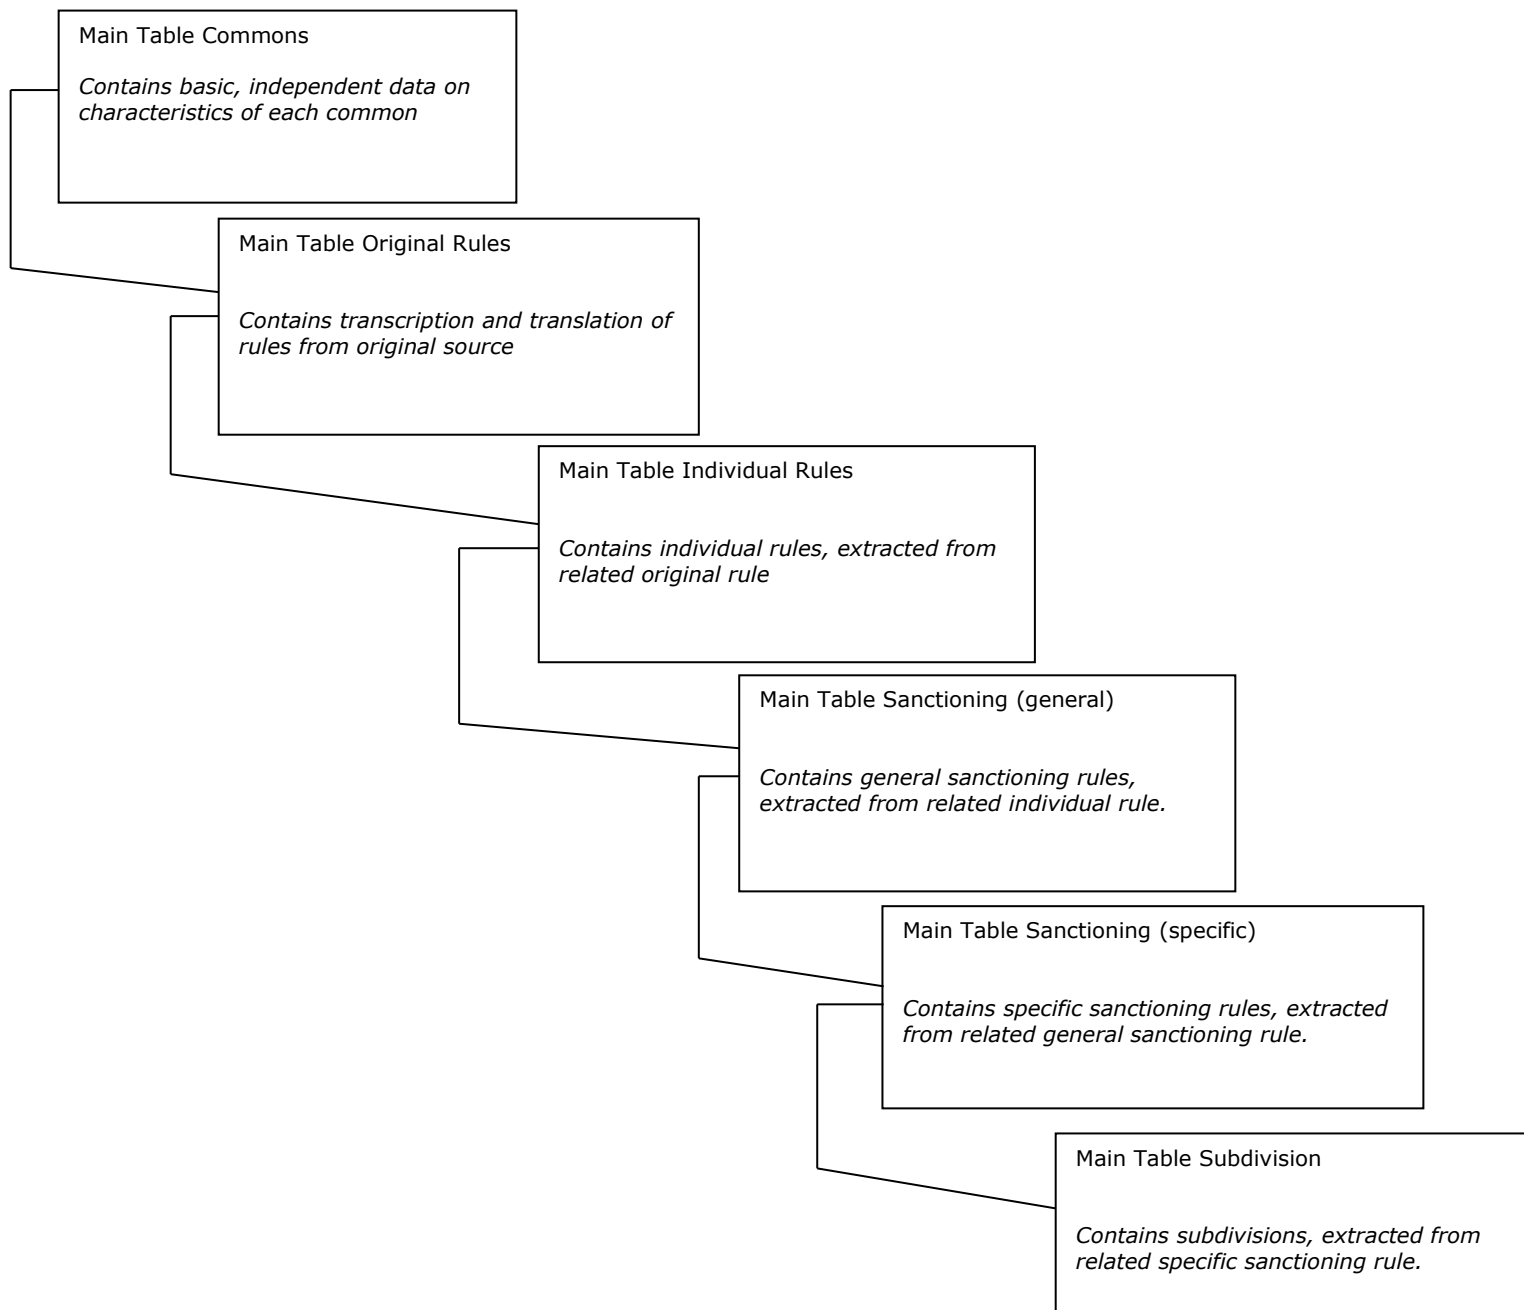 Main Table Commons
Contains basic, independent data on
characteristics of each common
Main Table Original Rules
Contains transcription and translation of
rules from original source
Main Table Individual Rules
Contains individual rules, extracted from
related original rule
Main Table Sanctioning (general)
Contains general sanctioning rules,
extracted from related individual rule.
Main Table Sanctioning (specific)
Contains specific sanctioning rules, extracted
from related general sanctioning rule.
Main Table Subdivision
Contains subdivisions, extracted from
related specific sanctioning rule.